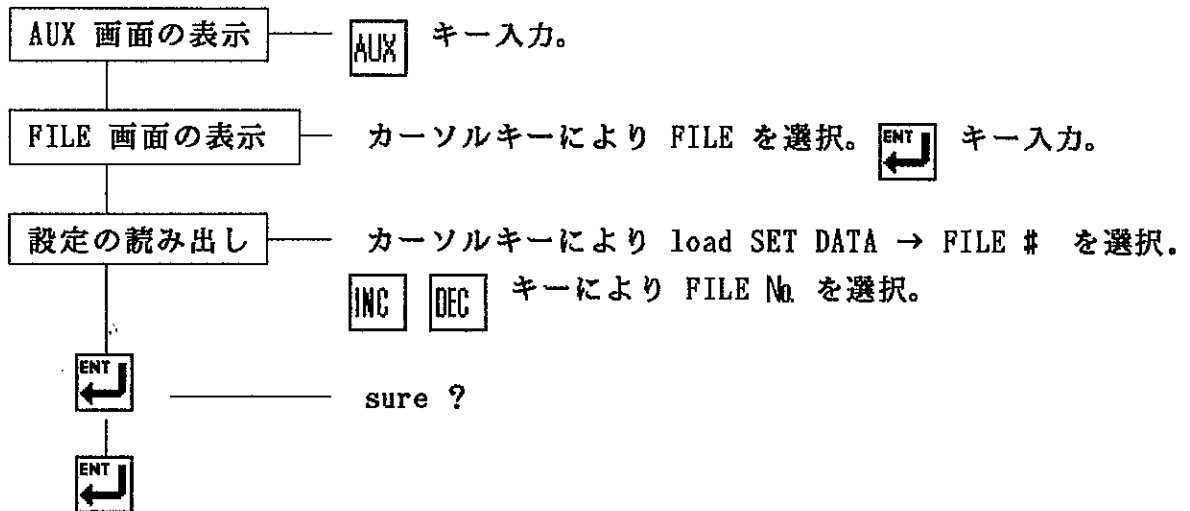 AUX 画面の表示 AUX キー入力。
FILE 画面の表示 カーソルキーにより FILE を選択。 ENT キー入力。
設定の読み出し カーソルキーにより load SET DATA → FILE # を選択.
INC DEC キーにより FILE № を選択。
ENT sure ?
ENT